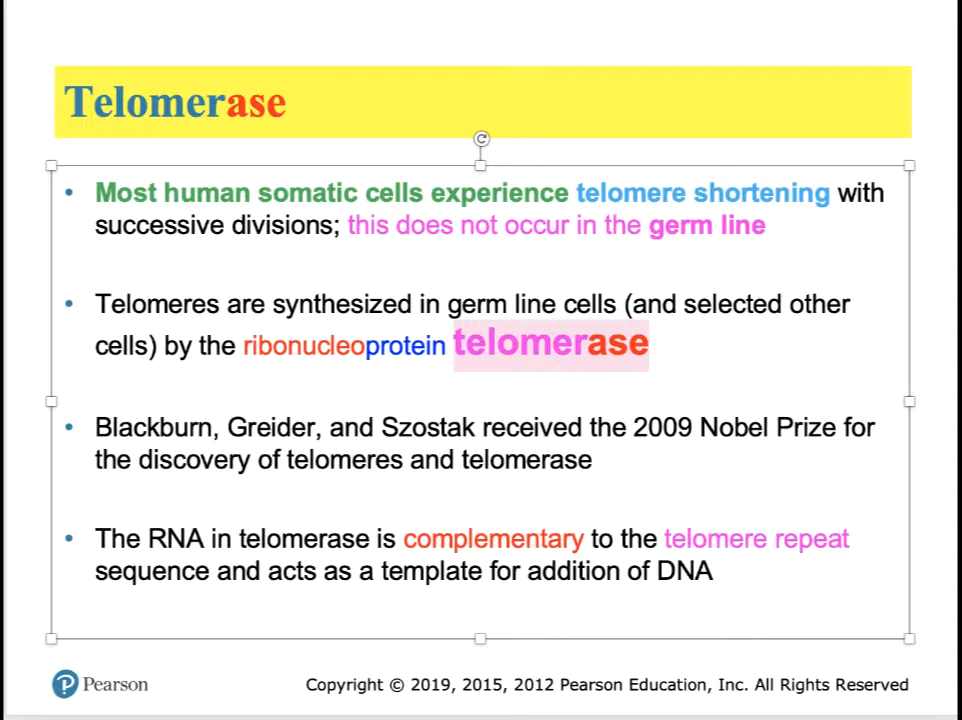 Telomerase
• Most human somatic cells experience telomere shortening with
successive divisions; this does not occur in the germ line
• Telomeres are synthesized in germ line cells (and selected other
cells) by the ribonucleoprotein telomerase
• Blackburn, Greider, and Szostak received the 2009 Nobel Prize for
the discovery of telomeres and telomerase
• The RNA in telomerase is complementary to the telomere repeat
sequence and acts as a template for addition of DNA
P Pearson
Copyright © 2019, 2015, 2012 Pearson Education, Inc. All Rights Reserved